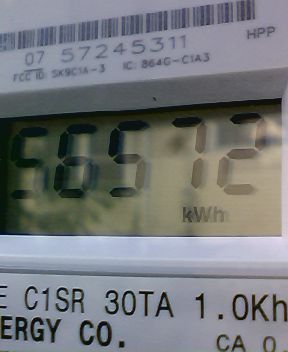 07 57245311
HPP
FCC ID: SK9C1A-3 IC: 864G-C1A3
56572
kWh
E C1SR 30TA 1.0Kh
ERGY CO.
CA 0.